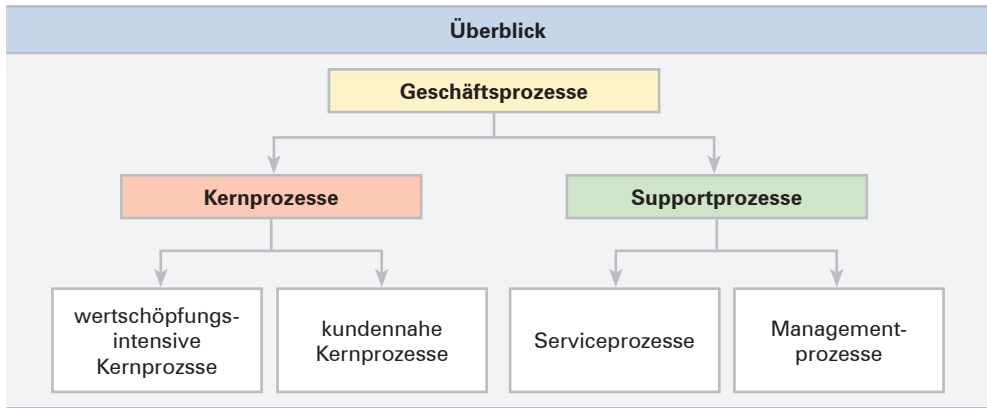 Überblick
Geschäftsprozesse
Kernprozesse
Supportprozesse
wertschöpfungs-
intensive
Kernprozsse
kundennahe
Kernprozesse
Serviceprozesse
Management-
prozesse